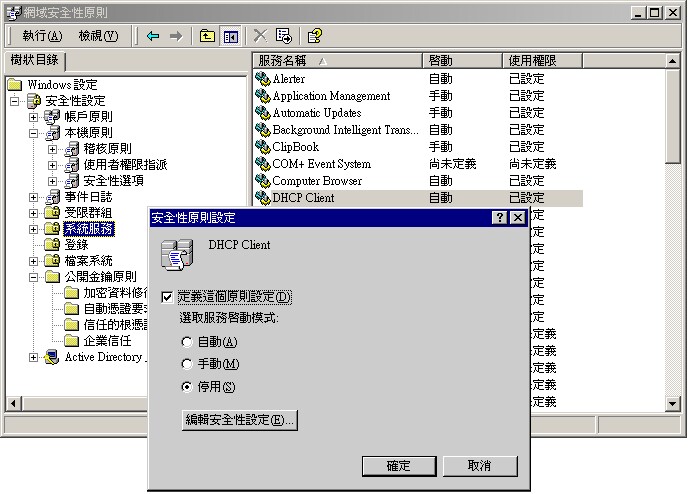 網域安全性原則
執行(A) 檢視(V)
樹狀目錄
Windows 設定
安全性設定
帳戶原則
本機原則
稽核原則
使用者權限指派
安全性選項
事件日誌
受限群組
系統服務
登錄
檔案系統
公開金鑰原則
加密資料修復
自動憑證要求
信任的根憑證
企業信任
Active Directory
服務名稱 啟動 使用權限
Alerter 自動 已設定
Application Management 手動 已設定
Automatic Updates 手動 已設定
Background Intelligent Trans... 自動 已設定
ClipBook 手動 已設定
COM+ Event System 尚未定義 尚未定義
Computer Browser 自動 已設定
DHCP Client 自動 已設定
定義
定義
定義
定義
定義
安全性原則設定
DHCP Client
定義這個原則設定(D)
選取服務啟動模式:
自動(A)
手動(M)
停用(S)
編輯安全性設定(E)...
確定 取消